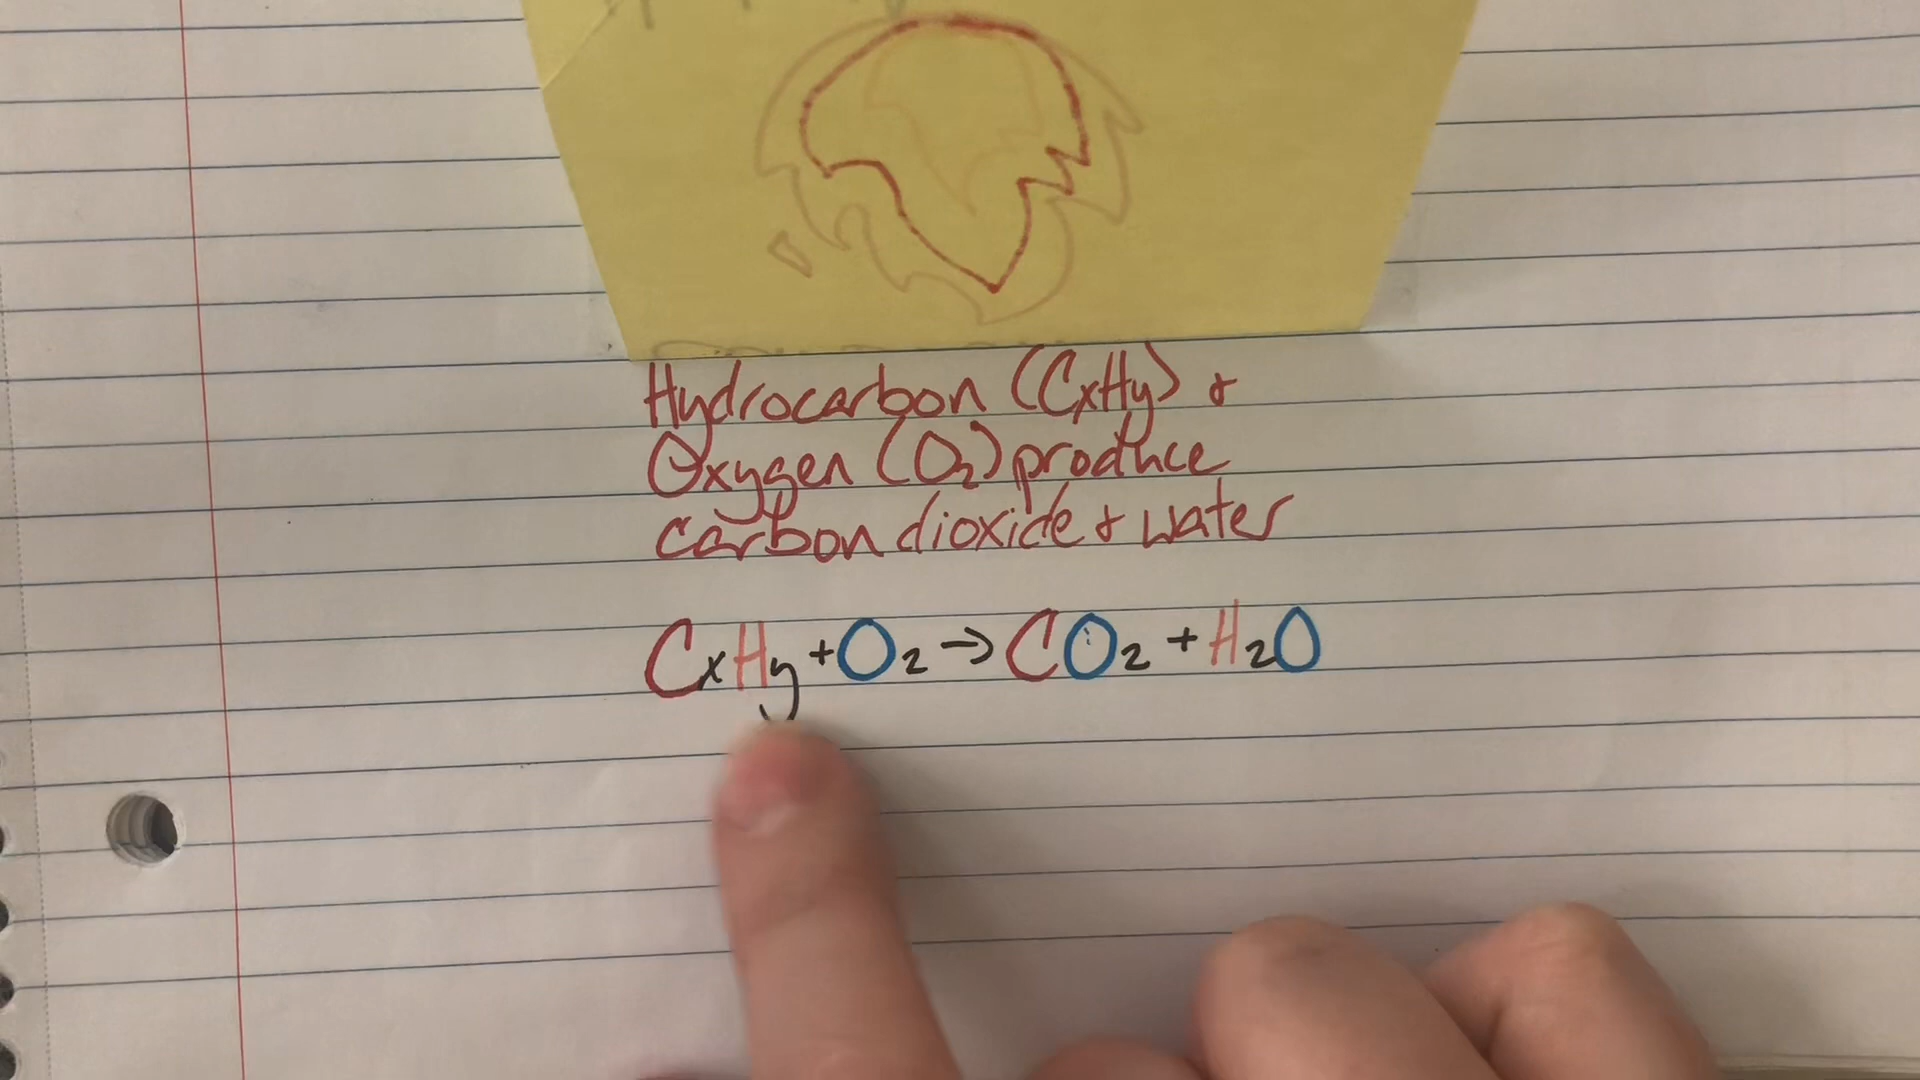 Hydrocarbon (CxHy) +
Oxygen (O₂) produce
carbon dioxide + water
CxHy + O₂ → CO₂ + H₂O